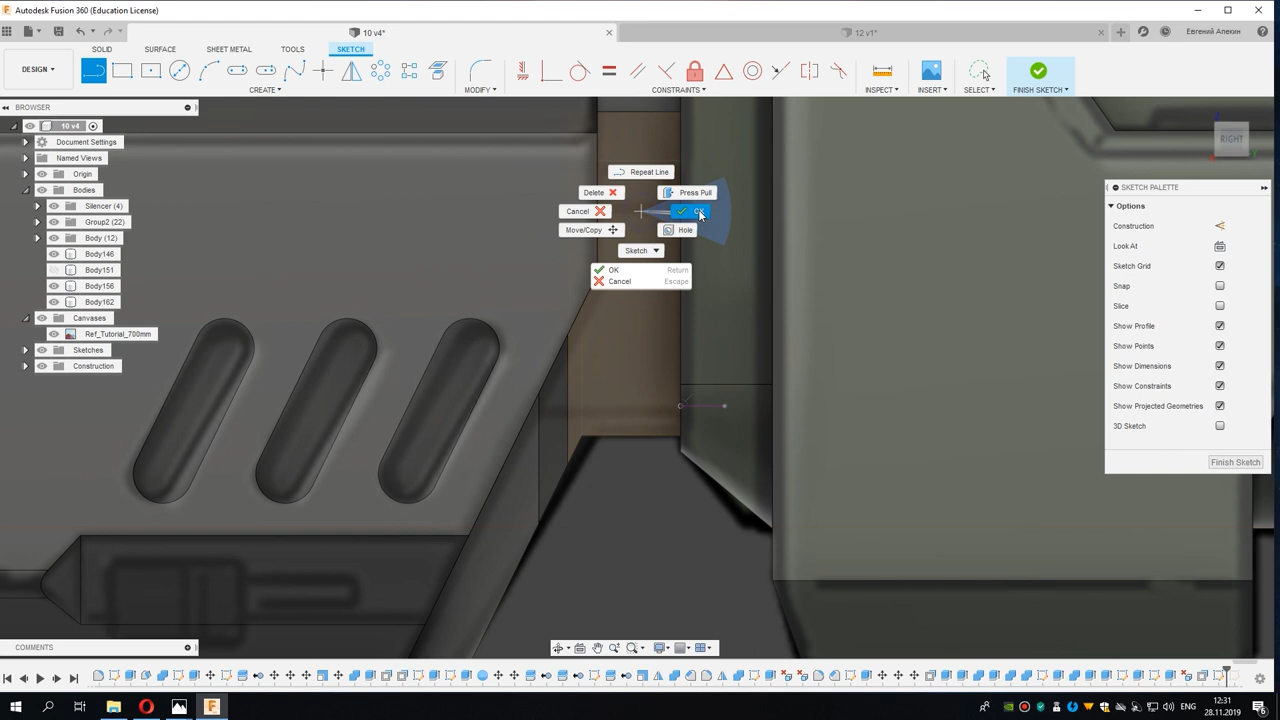 Autodesk Fusion 360 (Education License)
10 v4*
12 v1*
Евгений Апекин
SOLID
SURFACE
SHEET METAL
TOOLS
SKETCH
DESIGN
CREATE
MODIFY
CONSTRAINTS
INSPECT
INSERT
SELECT
FINISH SKETCH
BROWSER
10 v4
Document Settings
Named Views
Origin
Bodies
Silencer (4)
Group2 (22)
Body (12)
Body146
Body151
Body156
Body162
Canvases
Ref_Tutorial_700mm
Sketches
Construction
Repeat Line
Delete
Press Pull
Cancel
OK
Move/Copy
Hole
Sketch
OK Return
Cancel Escape
RIGHT
SKETCH PALETTE
Options
Construction
Look At
Sketch Grid
Snap
Slice
Show Profile
Show Points
Show Dimensions
Show Constraints
Show Projected Geometries
3D Sketch
Finish Sketch
COMMENTS
ENG
12:31
28.11.2019
6